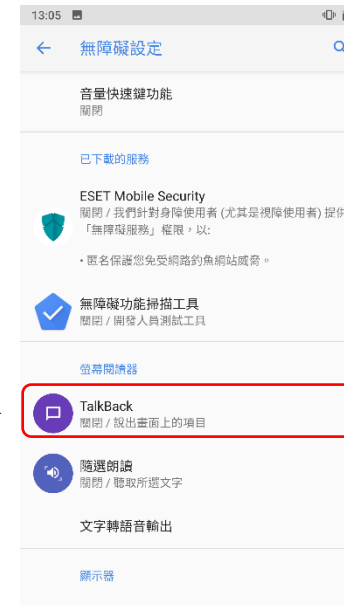 13:05
無障礙設定
音量快速鍵功能
關閉
已下載的服務
ESET Mobile Security
關閉 / 我們針對身障使用者 (尤其是視障使用者) 提供
「無障礙服務」權限，以:
• 匿名保護您免受網路釣魚網站威脅。
無障礙功能掃描工具
關閉 / 開發人員測試工具
螢幕閱讀器
TalkBack
關閉 / 說出畫面上的項目
隨選朗讀
關閉 / 聽取所選文字
文字轉語音輸出
顯示器